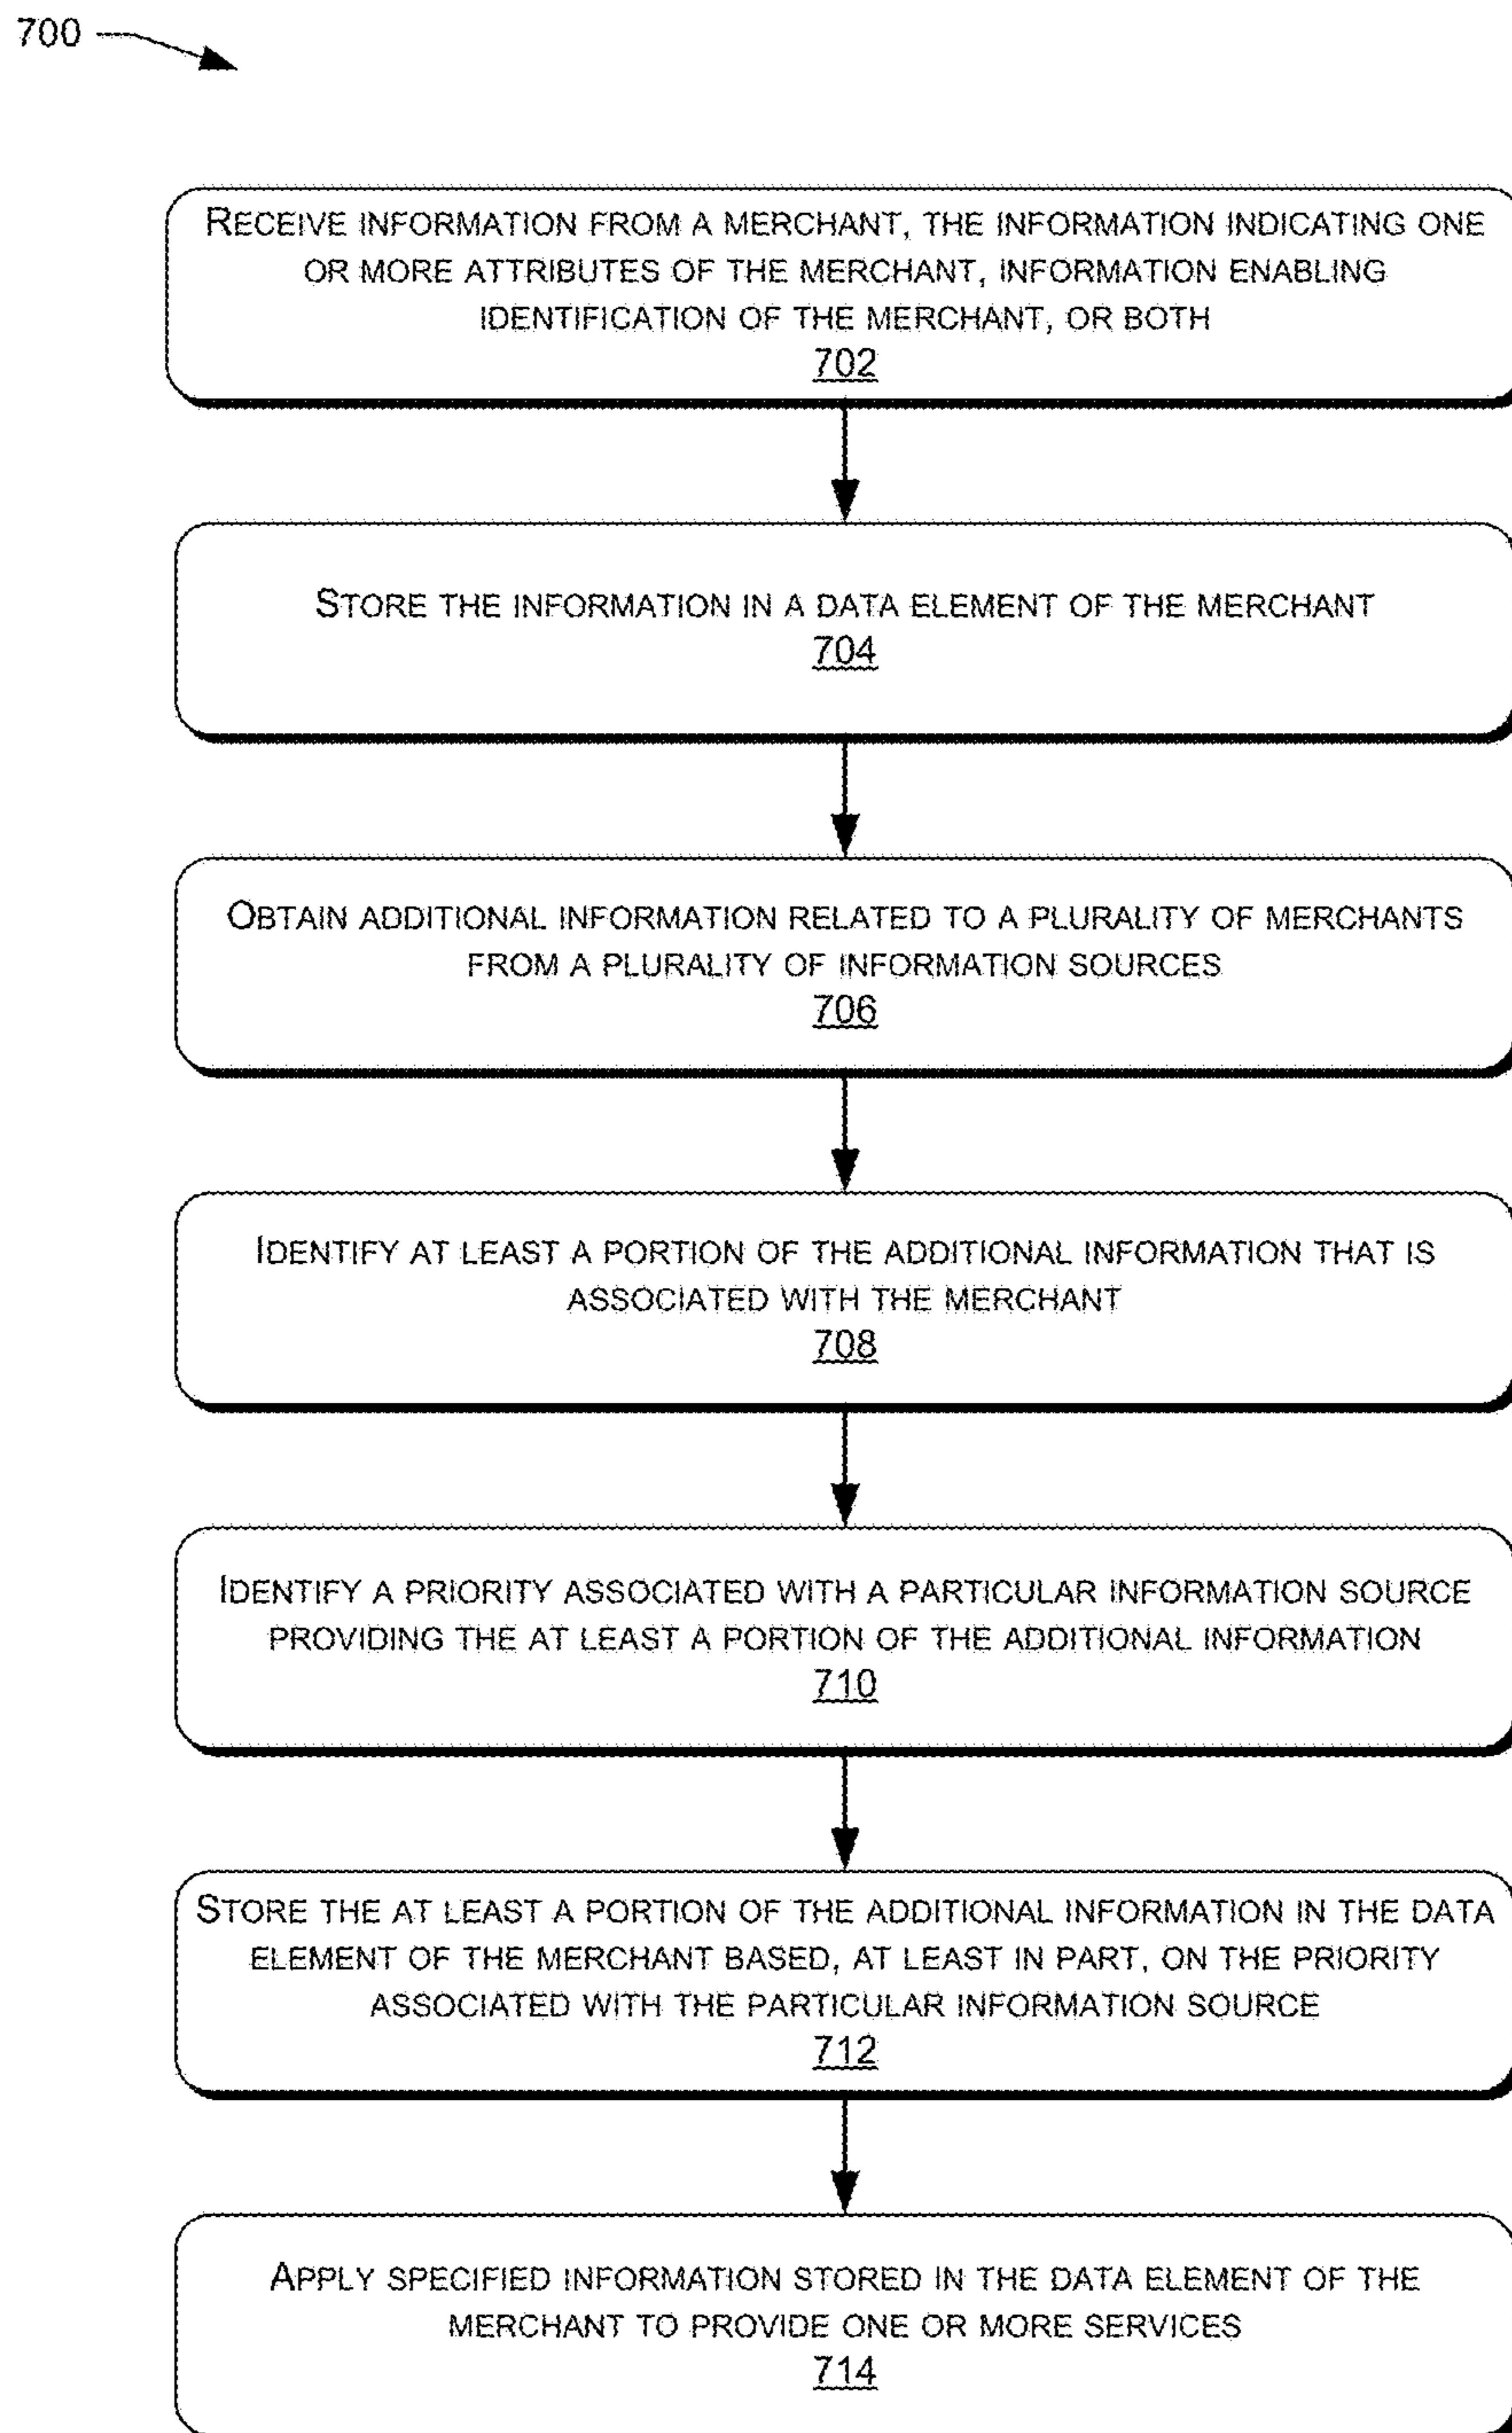 700
RECEIVE INFORMATION FROM A MERCHANT, THE INFORMATION INDICATING ONE
OR MORE ATTRIBUTES OF THE MERCHANT, INFORMATION ENABLING
IDENTIFICATION OF THE MERCHANT, OR BOTH
702
STORE THE INFORMATION IN A DATA ELEMENT OF THE MERCHANT
704
OBTAIN ADDITIONAL INFORMATION RELATED TO A PLURALITY OF MERCHANTS
FROM A PLURALITY OF INFORMATION SOURCES
706
IDENTIFY AT LEAST A PORTION OF THE ADDITIONAL INFORMATION THAT IS
ASSOCIATED WITH THE MERCHANT
708
IDENTIFY A PRIORITY ASSOCIATED WITH A PARTICULAR INFORMATION SOURCE
PROVIDING THE AT LEAST A PORTION OF THE ADDITIONAL INFORMATION
710
STORE THE AT LEAST A PORTION OF THE ADDITIONAL INFORMATION IN THE DATA
ELEMENT OF THE MERCHANT BASED, AT LEAST IN PART, ON THE PRIORITY
ASSOCIATED WITH THE PARTICULAR INFORMATION SOURCE
712
APPLY SPECIFIED INFORMATION STORED IN THE DATA ELEMENT OF THE
MERCHANT TO PROVIDE ONE OR MORE SERVICES
714